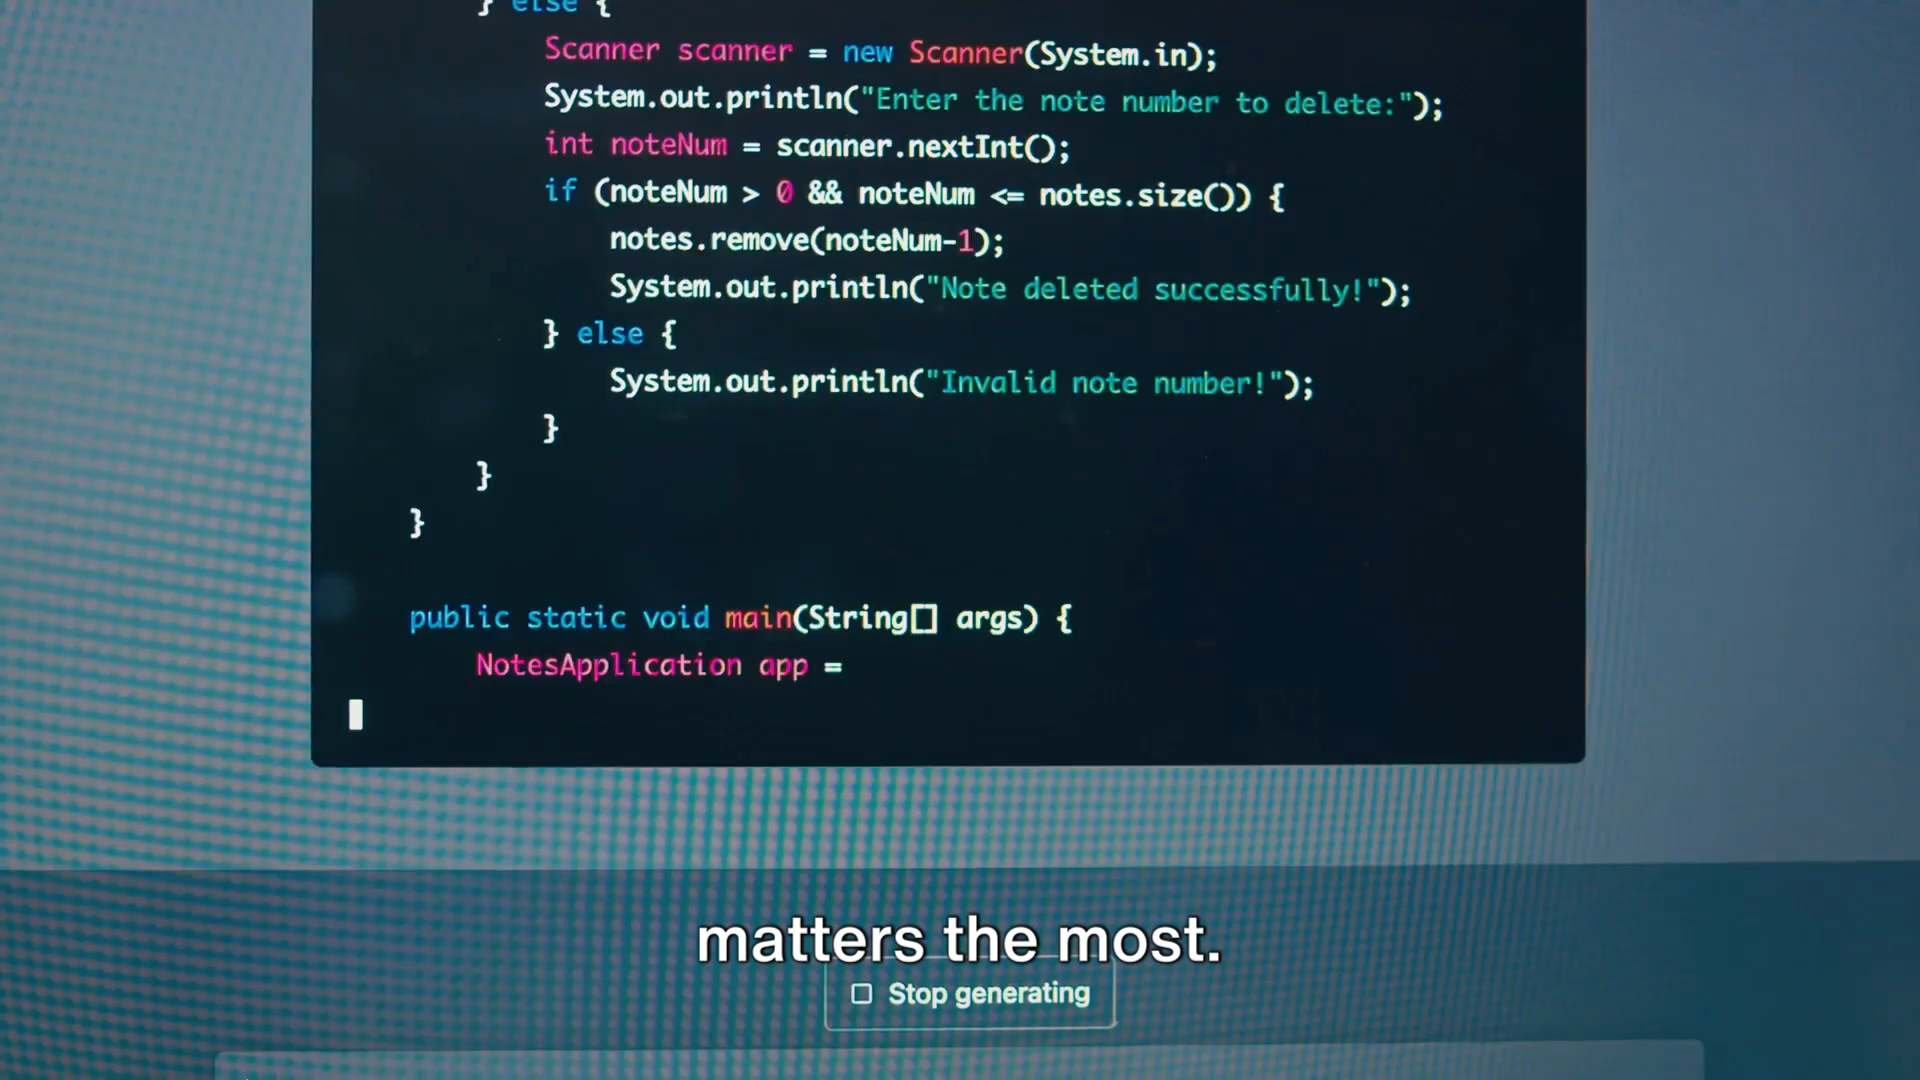 } else {
Scanner scanner = new Scanner(System.in);
System.out.println("Enter the note number to delete:");
int noteNum = scanner.nextInt();
if (noteNum > 0 && noteNum <= notes.size()) {
notes.remove(noteNum-1);
System.out.println("Note deleted successfully!");
} else {
System.out.println("Invalid note number!");
}
}
}
public static void main(String[] args) {
NotesApplication app =
matters the most.
Stop generating